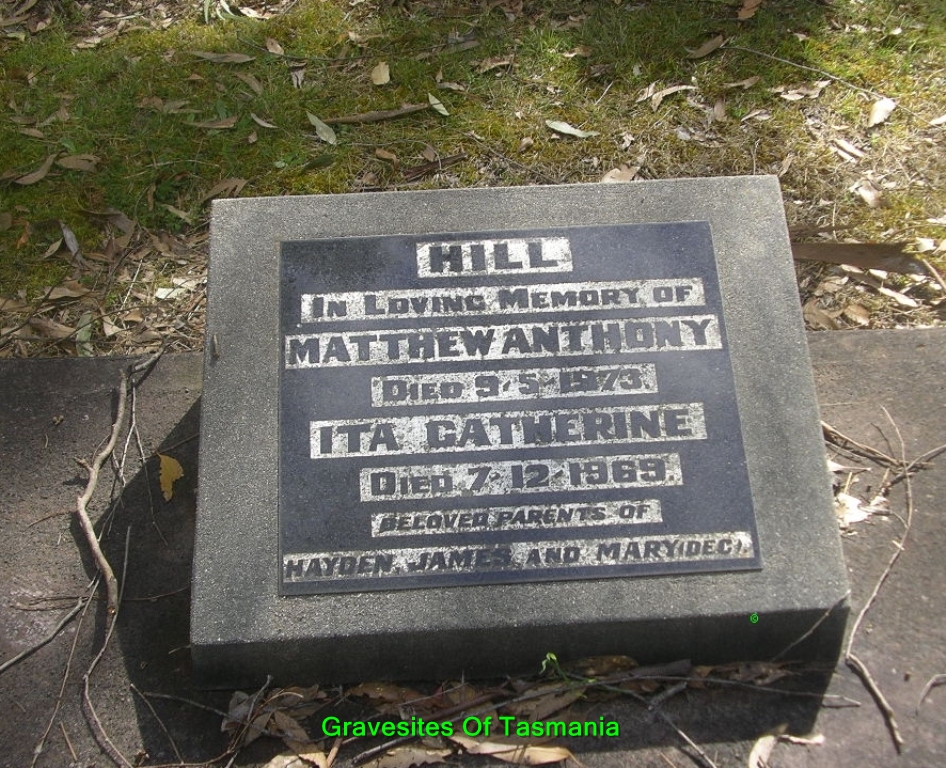 HILL
IN LOVING MEMORY OF
MATTHEW ANTHONY
DIED 9·5·1973.
ITA CATHERINE
DIED 7·12·1969.
BELOVED PARENTS OF
HAYDEN, JAMES AND MARY(DEC).
©
Gravesites Of Tasmania